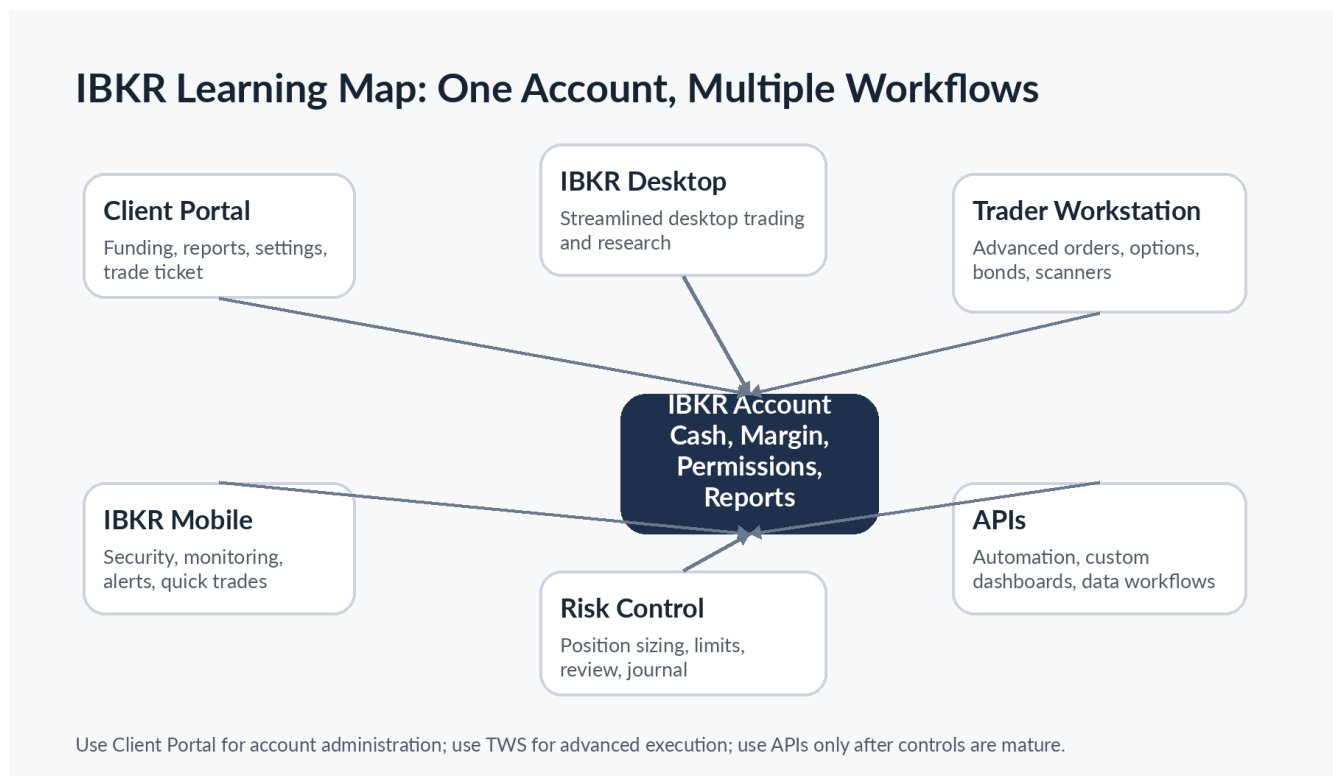 IBKR Learning Map: One Account, Multiple Workflows
Client Portal
Funding, reports, settings,
trade ticket
IBKR Desktop
Streamlined desktop trading
and research
Trader Workstation
Advanced orders, options,
bonds, scanners
IBKR Account
Cash, Margin,
Permissions,
Reports
IBKR Mobile
Security, monitoring,
alerts, quick trades
Risk Control
Position sizing, limits,
review, journal
APIs
Automation, custom
dashboards, data workflows
Use Client Portal for account administration; use TWS for advanced execution; use APIs only after controls are mature.